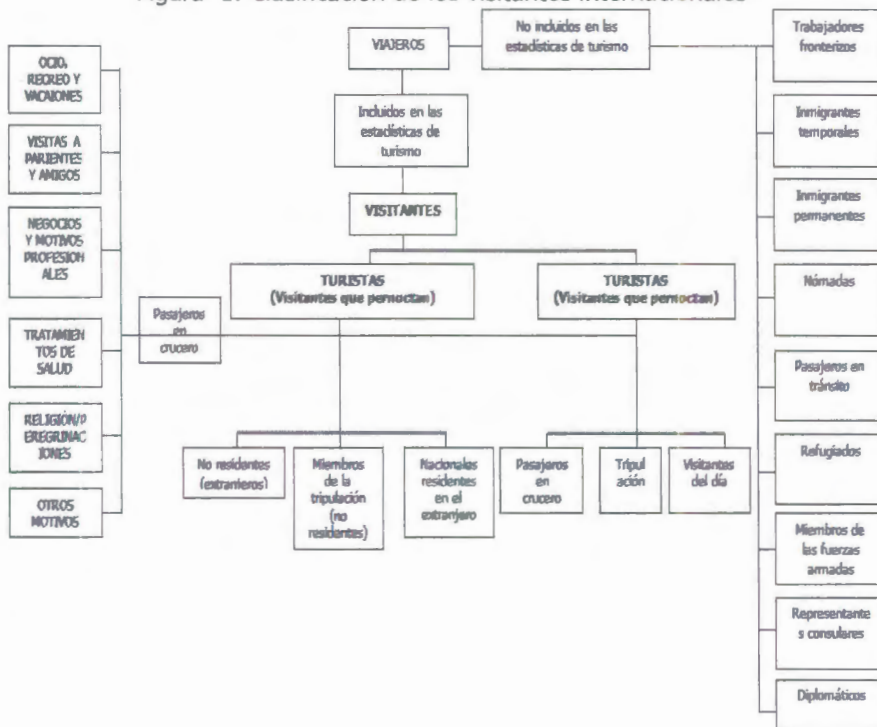 Figura 1. Clasificación de los visitantes internacionales
VIAJEROS
No incluidos en las
estadísticas de turismo
Incluidos en las
estadísticas de
turismo
VISITANTES
TURISTAS
(Visitantes que pernoctan)
TURISTAS
(Visitantes que pernoctan)
OCIO,
RECREO Y
VACAIONES
VISITAS A
PARIENTES
Y AMIGOS
NEGOCIOS
Y MOTIVOS
PROFESION
ALES
TRATAMIEN
TOS DE
SALUD
RELIGIÓN/P
EREGRINAC
IONES
OTROS
MOTIVOS
Pasajeros
en
crucero
No residentes
(extranjeros)
Miembros
de la
tripulación
(no
residentes)
Nacionales
residentes
en el
extranjero
Pasajeros
en
crucero
Tripul
ación
Visitantes
del día
Trabajadores
fronterizos
Inmigrantes
temporales
Inmigrantes
permanentes
Nómadas
Pasajeros en
tránsito
Refugiados
Miembros de
las fuerzas
armadas
Representante
s consulares
Diplomáticos